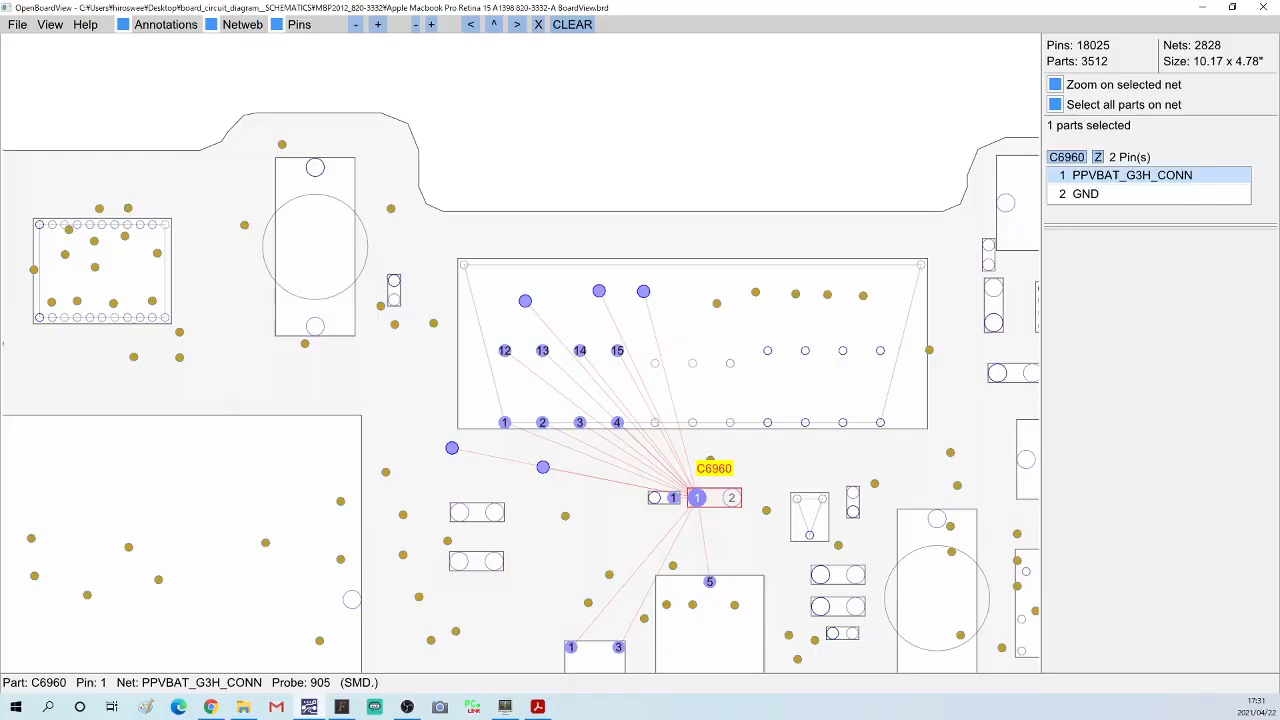 OpenBoardView - C:¥Users¥hirosweet¥Desktop¥board_circuit_diagram__SCHEMATICS¥MBP2012_820-3332¥Apple Macbook Pro Retina 15 A1398 820-3332-A BoardView.brd
File View Help Annotations Netweb Pins - + - + < ^ > X CLEAR
Pins: 18025 Nets: 2828
Parts: 3512 Size: 10.17 x 4.78"
Zoom on selected net
Select all parts on net
1 parts selected
C6960 Z 2 Pin(s)
1 PPVBAT_G3H_CONN
2 GND
12 13 14 15
1 2 3 4
C6960
1 1 2
5
1 3
Part: C6960 Pin: 1 Net: PPVBAT_G3H_CONN Probe: 905 (SMD.)
PC
LINK
17:31
2021/04/22